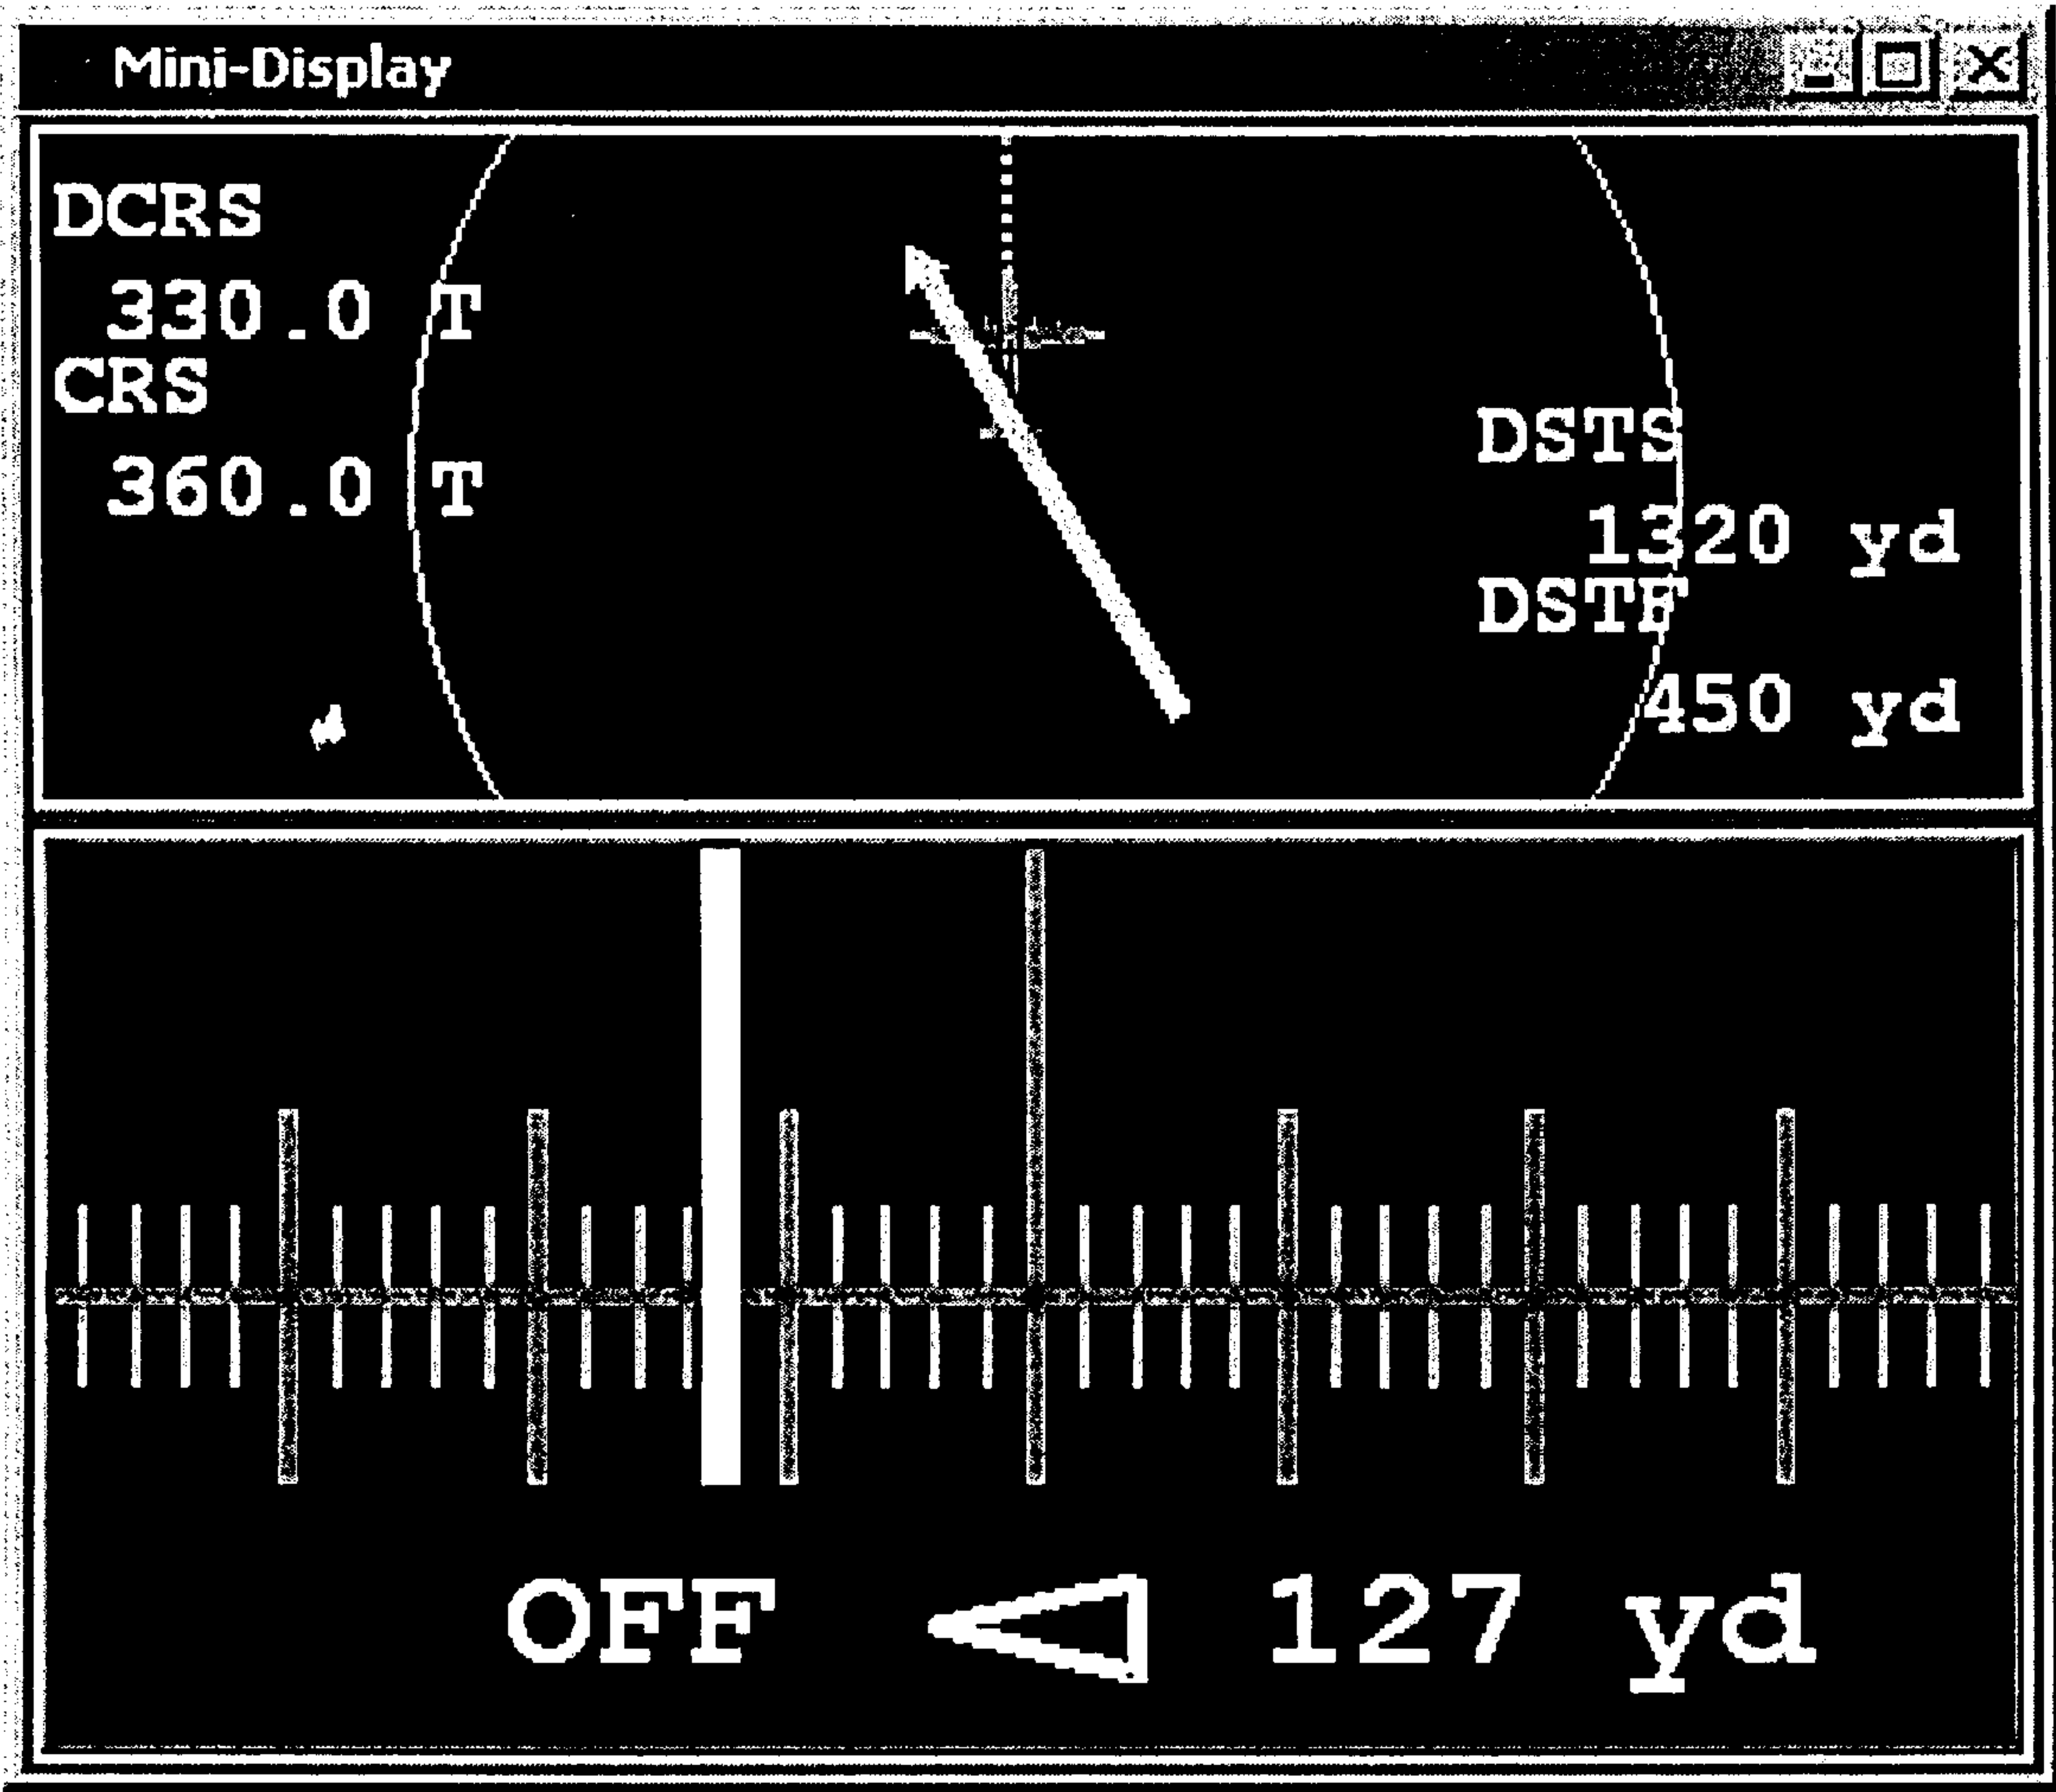 Mini-Display
DCRS
330.0 T
CRS
360.0 T
DSTS
1320 yd
DSTF
450 yd
OFF 127 yd